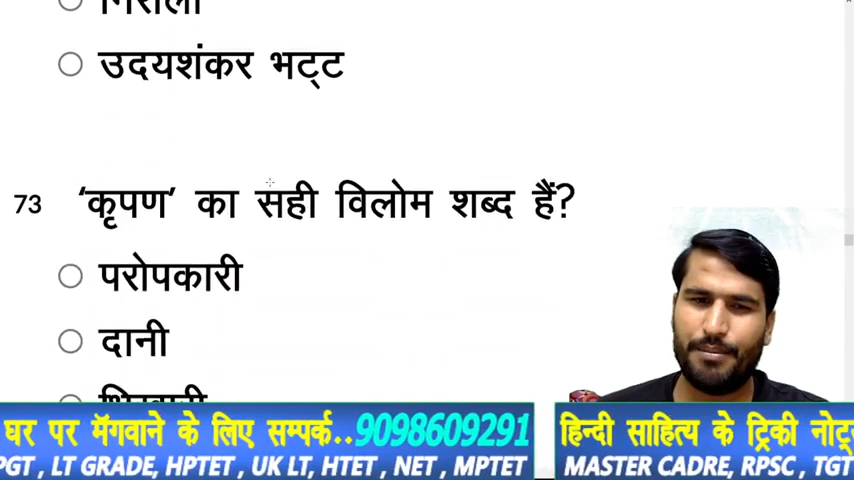 निराला
उदयशंकर भट्ट
73 ‘कृपण’ का सही विलोम शब्द हैं?
परोपकारी
दानी
भिखारी
घर पर मॅगवाने के लिए सम्पर्क..9098609291
हिन्दी साहित्य के ट्रिकी नोट्स
PGT , LT GRADE, HPTET , UK LT, HTET , NET , MPTET
MASTER CADRE, RPSC , TGT